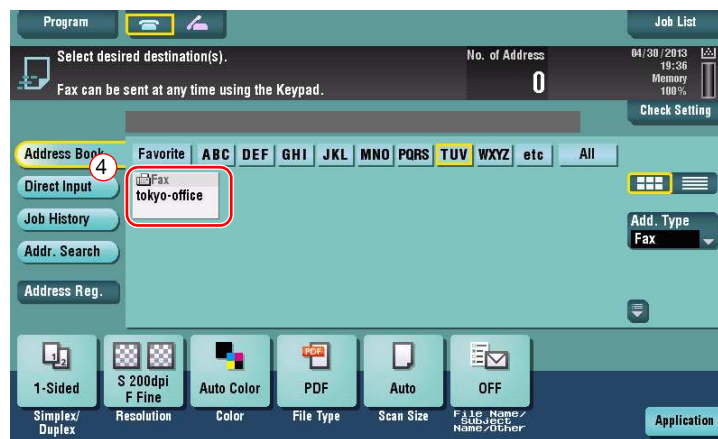 Program
Job List
Select desired destination(s).
No. of Address
04/30/2013
19:36
Fax can be sent at any time using the Keypad.
0
Memory
100%
Check Setting
Address Book
Favorite ABC DEF GHI JKL MNO PQRS TUV WXYZ etc All
4
Direct Input
Fax
tokyo-office
Job History
Add. Type
Fax
Addr. Search
Address Reg.
1 2
PDF
1-Sided
S 200dpi
F Fine
Auto Color
PDF
Auto
OFF
Simplex/
Duplex
Resolution
Color
File Type
Scan Size
File Name/
Subject
Name/Other
Application